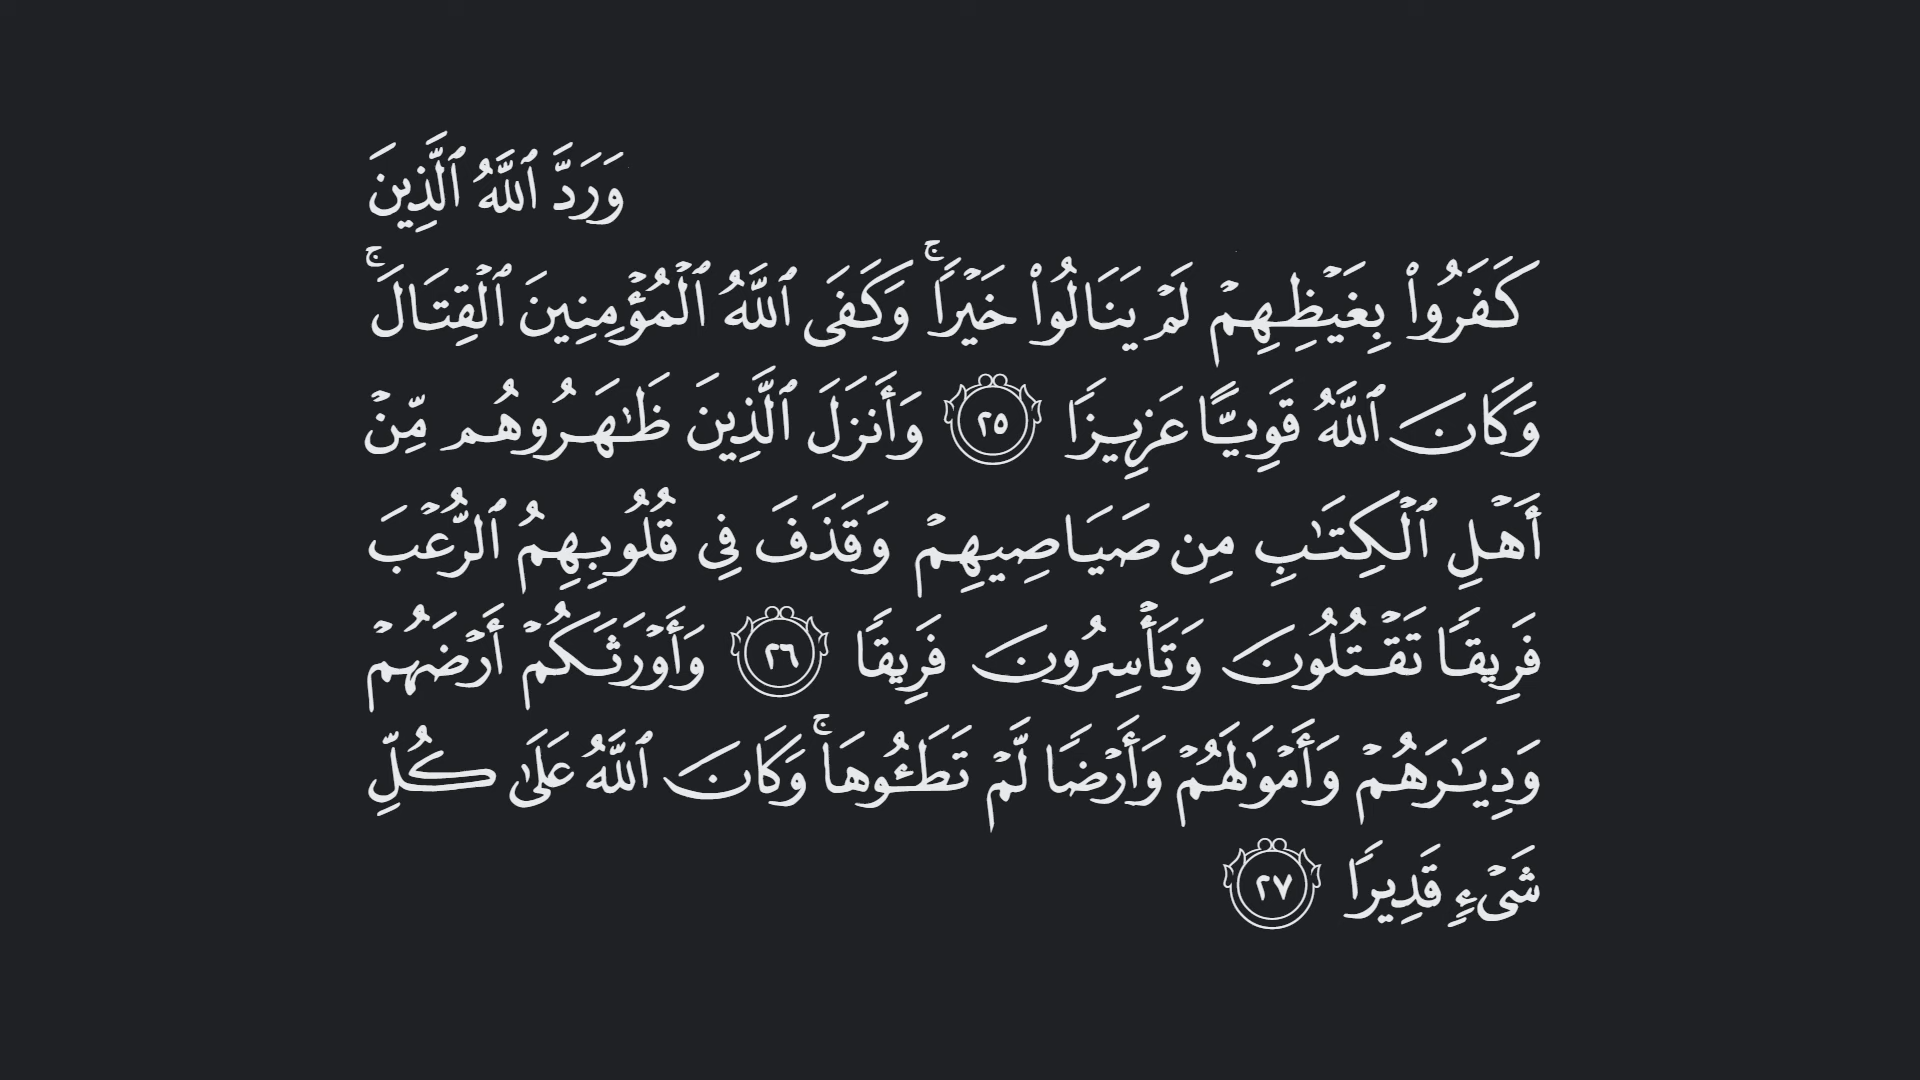 وَرَدَّ ٱللَّهُ ٱلَّذِينَ
كَفَرُوا۟ بِغَيْظِهِمْ لَمْ يَنَالُوا۟ خَيْرًا ۚ وَكَفَى ٱللَّهُ ٱلْمُؤْمِنِينَ ٱلْقِتَالَ ۚ
وَكَانَ ٱللَّهُ قَوِيًّا عَزِيزًا ٢٥ وَأَنزَلَ ٱلَّذِينَ ظَـٰهَرُوهُم مِّنْ
أَهْلِ ٱلْكِتَـٰبِ مِن صَيَاصِيهِمْ وَقَذَفَ فِى قُلُوبِهِمُ ٱلرُّعْبَ
فَرِيقًا تَقْتُلُونَ وَتَأْسِرُونَ فَرِيقًا ٢٦ وَأَوْرَثَكُمْ أَرْضَهُمْ
وَدِيَـٰرَهُمْ وَأَمْوَٰلَهُمْ وَأَرْضًا لَّمْ تَطَـُٔوهَا ۚ وَكَانَ ٱللَّهُ عَلَىٰ كُلِّ
شَىْءٍ قَدِيرًا ٢٧